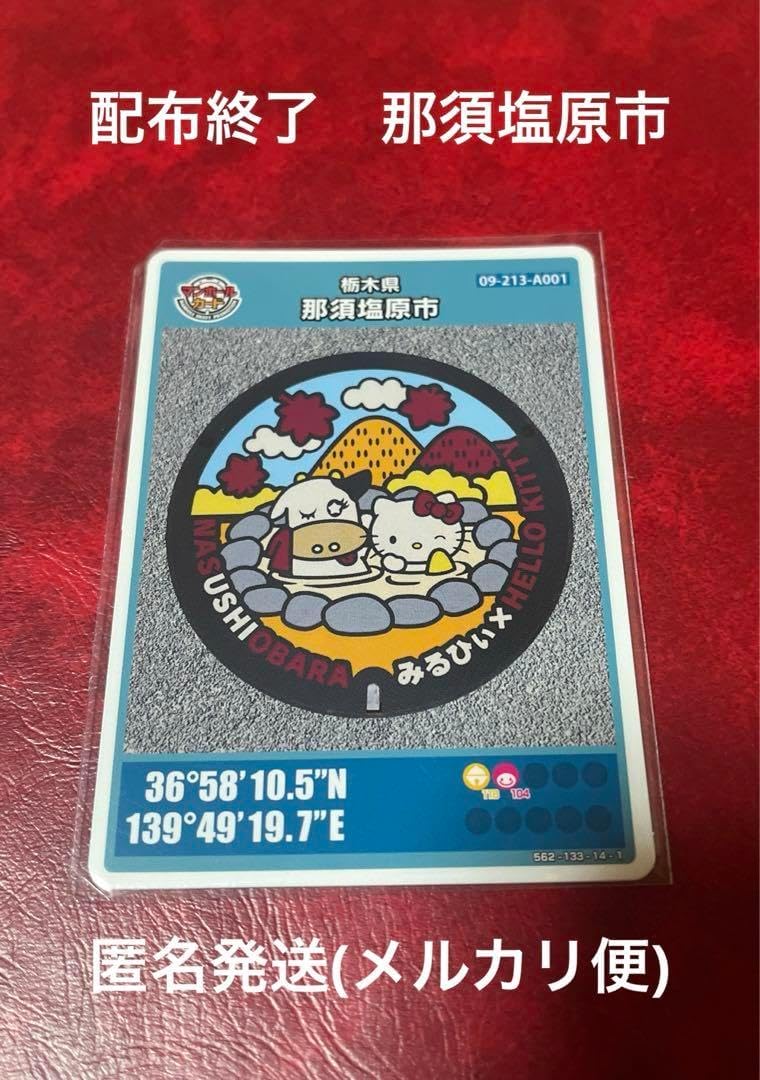 配布終了　那須塩原市
マンホール
カード
栃木県
09-213-A001
那須塩原市
NASUSHIOBARA
みるひぃ×HELLO KITTY
36°58'10.5"N
139°49'19.7"E
118 104
562-133-14-1
匿名発送(メルカリ便)